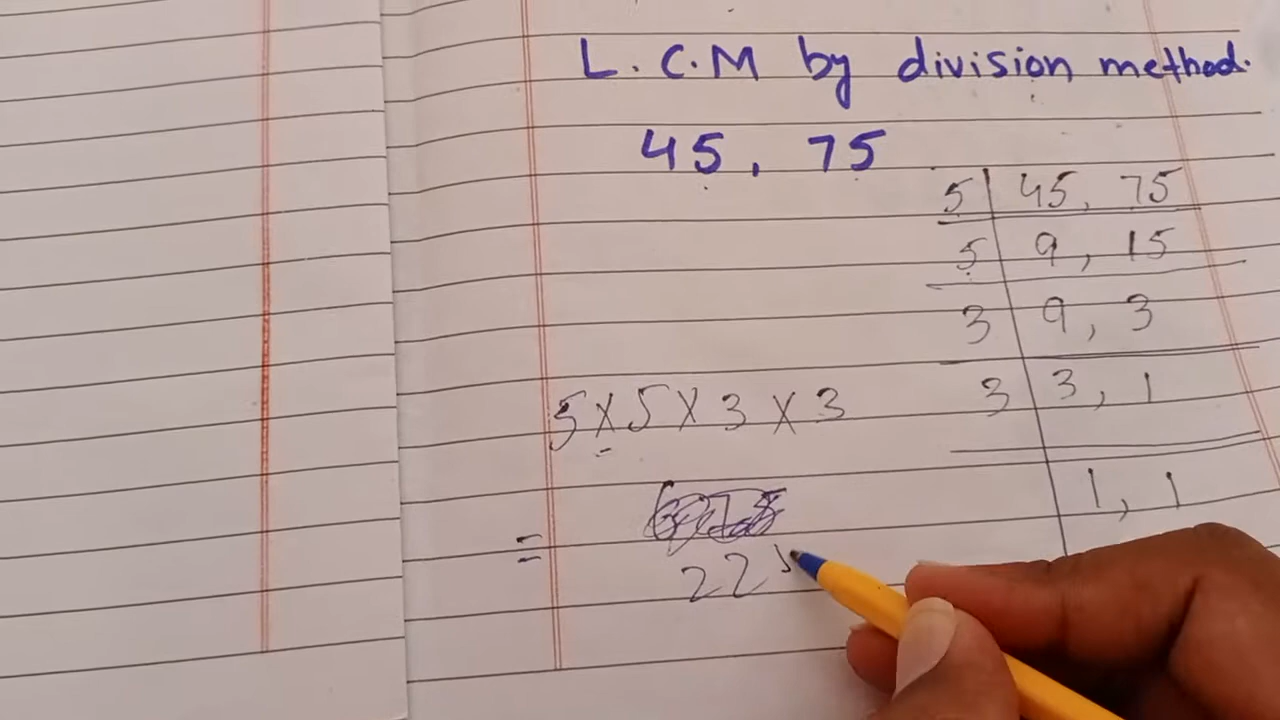 L.C.M by division method.
45, 75
5 45, 75
5 9, 15
3 9, 3
3 3, 1
1, 1
5 X 5 X 3 X 3
=
22